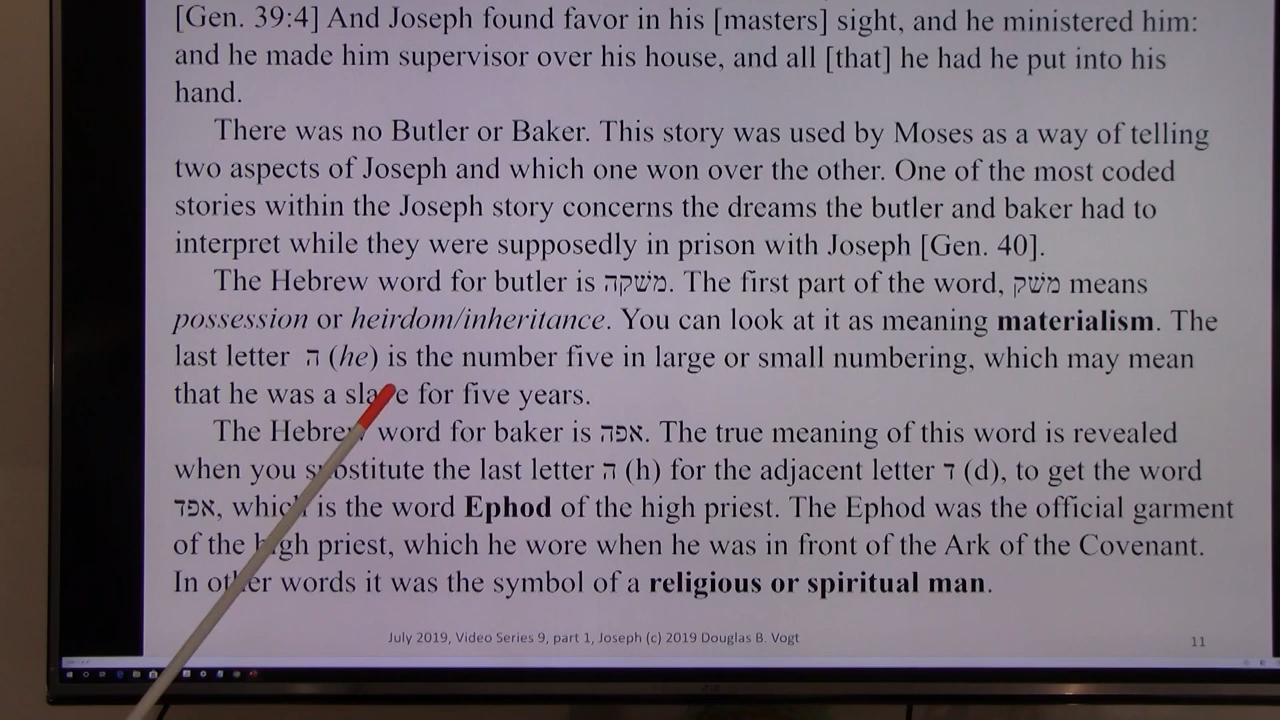 [Gen. 39:4] And Joseph found favor in his [masters] sight, and he ministered him:
and he made him supervisor over his house, and all [that] he had he put into his
hand.
There was no Butler or Baker. This story was used by Moses as a way of telling
two aspects of Joseph and which one won over the other. One of the most coded
stories within the Joseph story concerns the dreams the butler and baker had to
interpret while they were supposedly in prison with Joseph [Gen. 40].
The Hebrew word for butler is משקה. The first part of the word, משק means
possession or heirdom/inheritance. You can look at it as meaning materialism. The
last letter ה (he) is the number five in large or small numbering, which may mean
that he was a slave for five years.
The Hebrew word for baker is אפה. The true meaning of this word is revealed
when you substitute the last letter ה (h) for the adjacent letter ד (d), to get the word
אפד, which is the word Ephod of the high priest. The Ephod was the official garment
of the high priest, which he wore when he was in front of the Ark of the Covenant.
In other words it was the symbol of a religious or spiritual man.
July 2019, Video Series 9, part 1, Joseph (c) 2019 Douglas B. Vogt
11